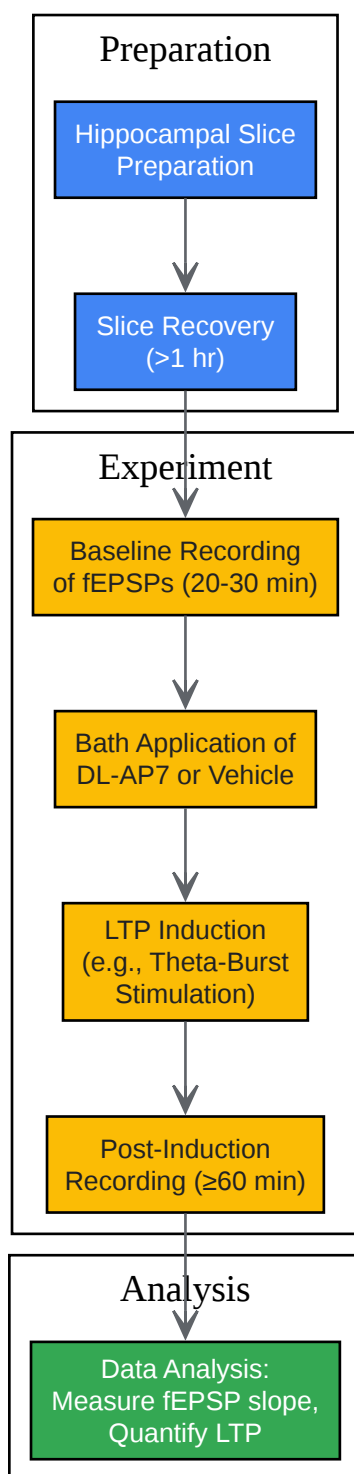 Preparation
Hippocampal Slice
Preparation
Slice Recovery
(>1 hr)
Experiment
Baseline Recording
of fEPSPs (20-30 min)
Bath Application of
DL-AP7 or Vehicle
LTP Induction
(e.g., Theta-Burst
Stimulation)
Post-Induction
Recording (≥60 min)
Analysis
Data Analysis:
Measure fEPSP slope,
Quantify LTP